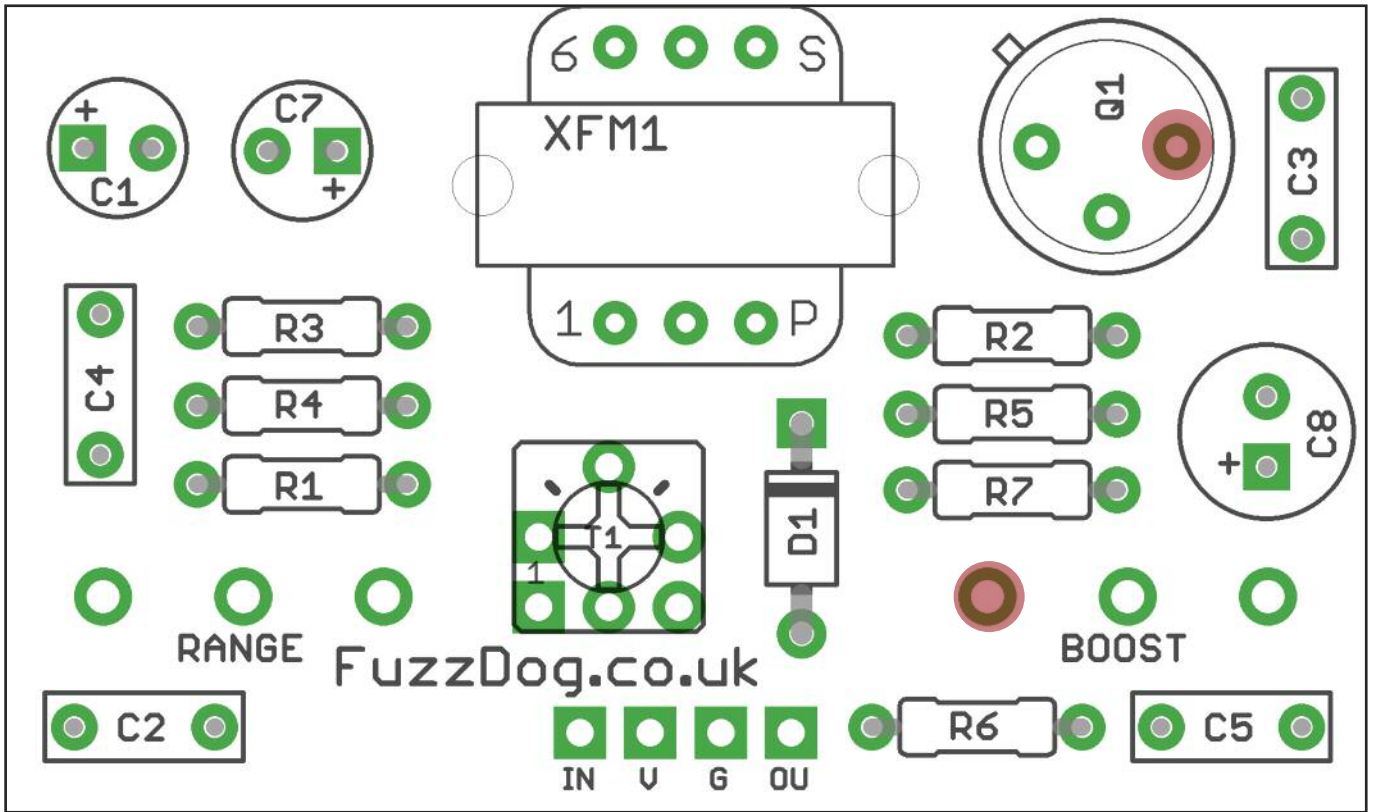 6 S
XFM1
1 P
+
C1
C7
+
Q1
C3
C4
R3
R4
R1
R2
R5
R7
C8
+
T1
1
D1
RANGE
BOOST
FuzzDog.co.uk
C2
R6
C5
IN V G OU